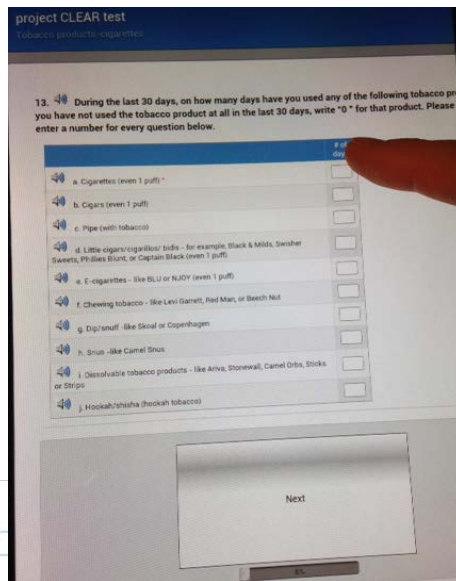 project CLEAR test
Tobacco products-cigarettes
13. During the last 30 days, on how many days have you used any of the following tobacco pr
you have not used the tobacco product at all in the last 30 days, write "0 " for that product. Please
enter a number for every question below.
# of
day
a. Cigarettes (even 1 puff) *
b. Cigars (even 1 puff)
c. Pipe (with tobacco)
d. Little cigars/cigarillos/ bidis - for example, Black & Milds, Swisher
Sweets, Phillies Blunt, or Captain Black (even 1 puff)
e. E-cigarettes - like BLU or NJOY (even 1 puff)
f. Chewing tobacco - like Levi Garrett, Red Man, or Beech Nut
g. Dip/snuff -like Skoal or Copenhagen
h. Snus -like Camel Snus
i. Dissolvable tobacco products - like Ariva, Stonewall, Camel Orbs, Sticks
or Strips
j. Hookah/shisha (hookah tobacco)
Next